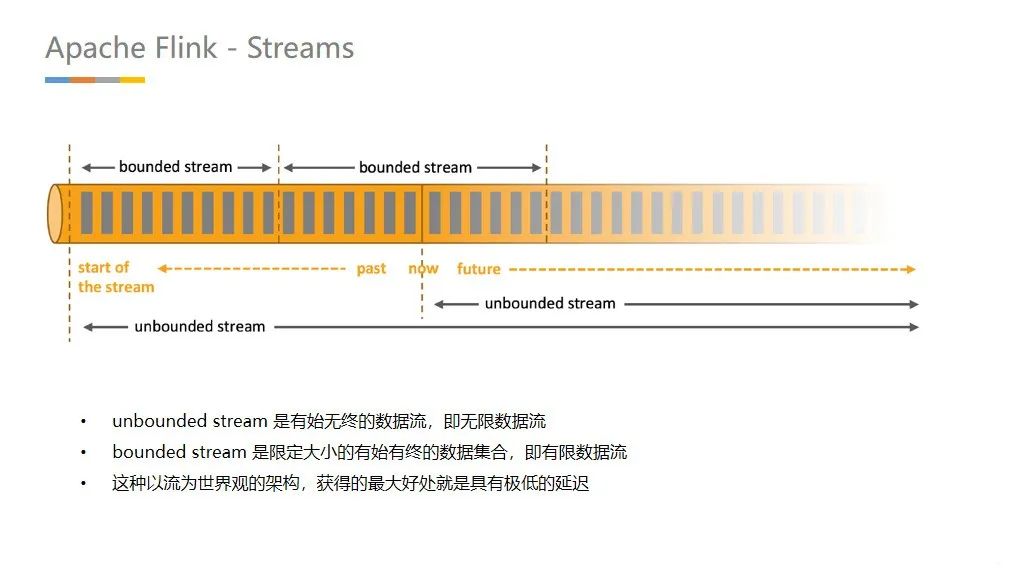 Apache Flink - Streams
bounded stream
bounded stream
start of
the stream
past
now
future
unbounded stream
unbounded stream
• unbounded stream 是有始无终的数据流，即无限数据流
• bounded stream 是限定大小的有始有终的数据集合，即有限数据流
• 这种以流为世界观的架构，获得的最大好处就是具有极低的延迟